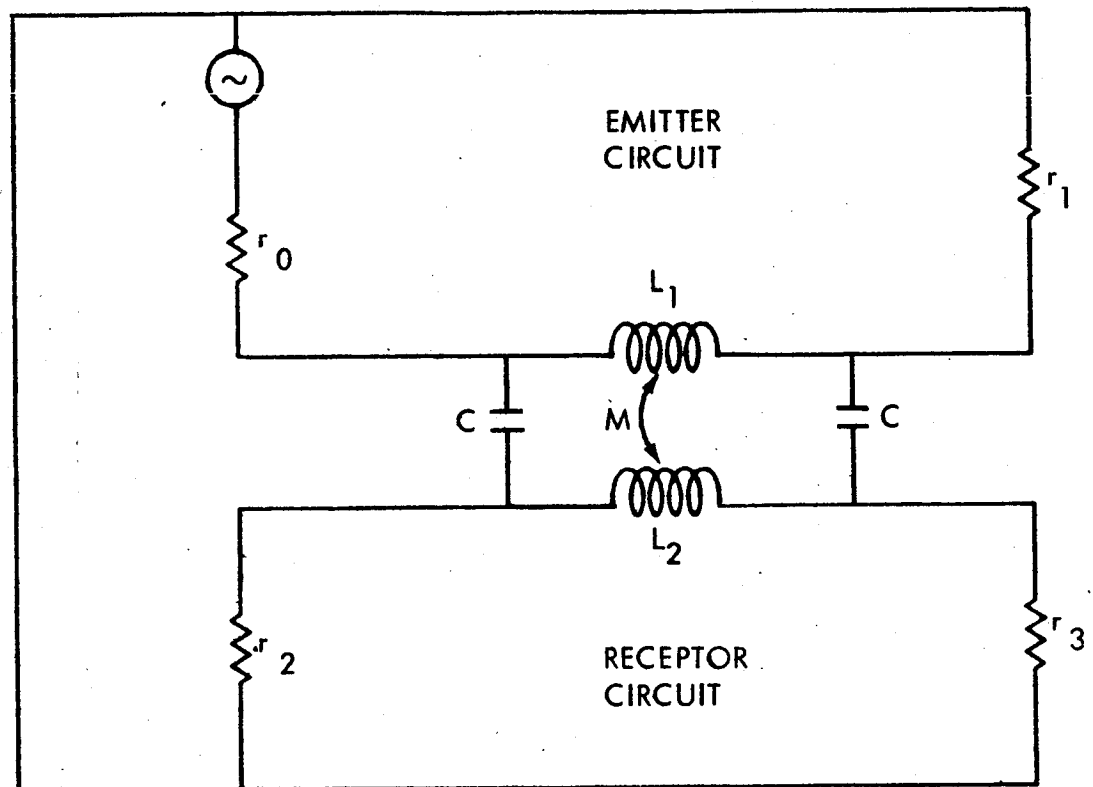 ~
EMITTER
CIRCUIT
r1
r0
L1
C
M
C
L2
r2
r3
RECEPTOR
CIRCUIT